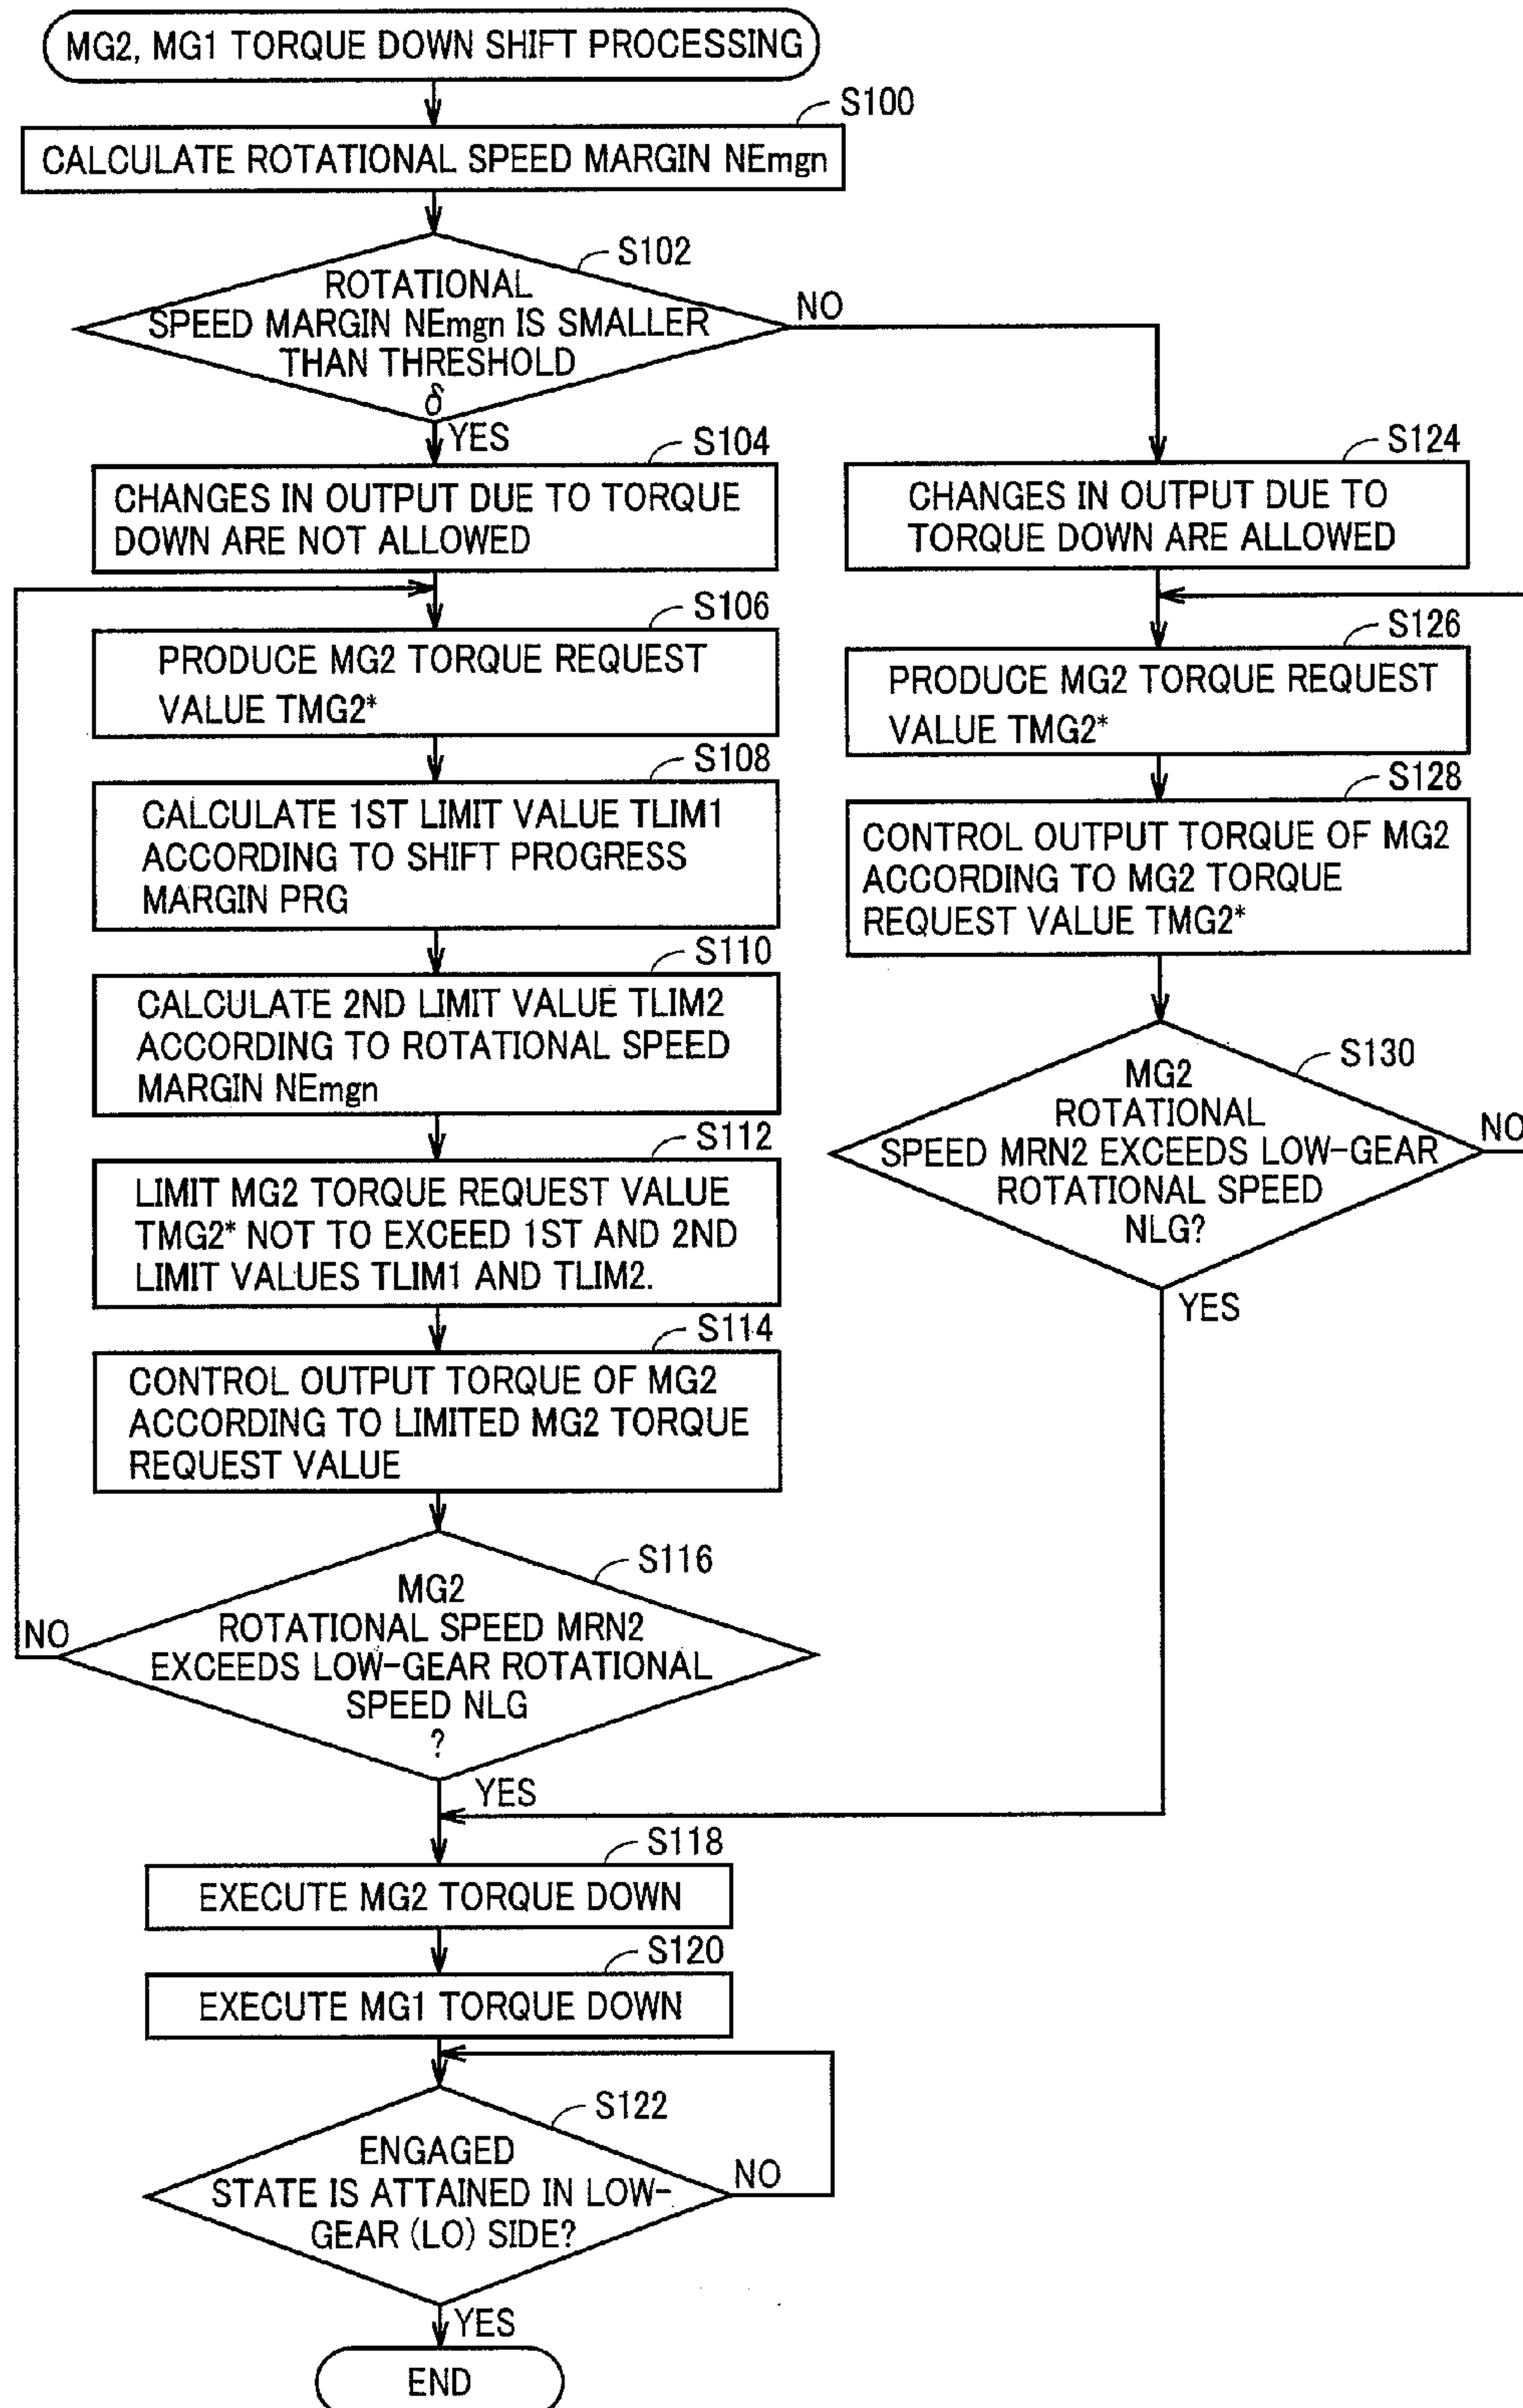 MG2, MG1 TORQUE DOWN SHIFT PROCESSING
S100
CALCULATE ROTATIONAL SPEED MARGIN NEmgn
S102
ROTATIONAL
SPEED MARGIN NEmgn IS SMALLER
THAN THRESHOLD
δ
NO
YES
S104
CHANGES IN OUTPUT DUE TO TORQUE
DOWN ARE NOT ALLOWED
S106
PRODUCE MG2 TORQUE REQUEST
VALUE TMG2*
S108
CALCULATE 1ST LIMIT VALUE TLIM1
ACCORDING TO SHIFT PROGRESS
MARGIN PRG
S110
CALCULATE 2ND LIMIT VALUE TLIM2
ACCORDING TO ROTATIONAL SPEED
MARGIN NEmgn
S112
LIMIT MG2 TORQUE REQUEST VALUE
TMG2* NOT TO EXCEED 1ST AND 2ND
LIMIT VALUES TLIM1 AND TLIM2.
S114
CONTROL OUTPUT TORQUE OF MG2
ACCORDING TO LIMITED MG2 TORQUE
REQUEST VALUE
S116
MG2
ROTATIONAL SPEED MRN2
EXCEEDS LOW-GEAR ROTATIONAL
SPEED NLG
?
NO
YES
S124
CHANGES IN OUTPUT DUE TO
TORQUE DOWN ARE ALLOWED
S126
PRODUCE MG2 TORQUE REQUEST
VALUE TMG2*
S128
CONTROL OUTPUT TORQUE OF MG2
ACCORDING TO MG2 TORQUE
REQUEST VALUE TMG2*
S130
MG2
ROTATIONAL
SPEED MRN2 EXCEEDS LOW-GEAR
ROTATIONAL SPEED
NLG?
NO
YES
S118
EXECUTE MG2 TORQUE DOWN
S120
EXECUTE MG1 TORQUE DOWN
S122
ENGAGED
STATE IS ATTAINED IN LOW-
GEAR (LO) SIDE?
NO
YES
END